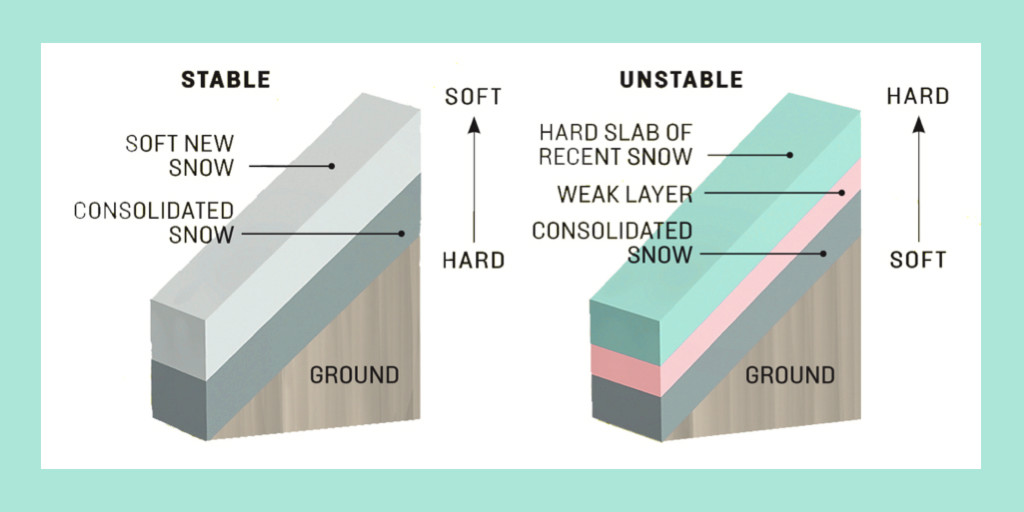 STABLE
SOFT
SOFT NEW
SNOW
CONSOLIDATED
SNOW
HARD
GROUND
UNSTABLE
HARD
HARD SLAB OF
RECENT SNOW
WEAK LAYER
CONSOLIDATED
SNOW
SOFT
GROUND